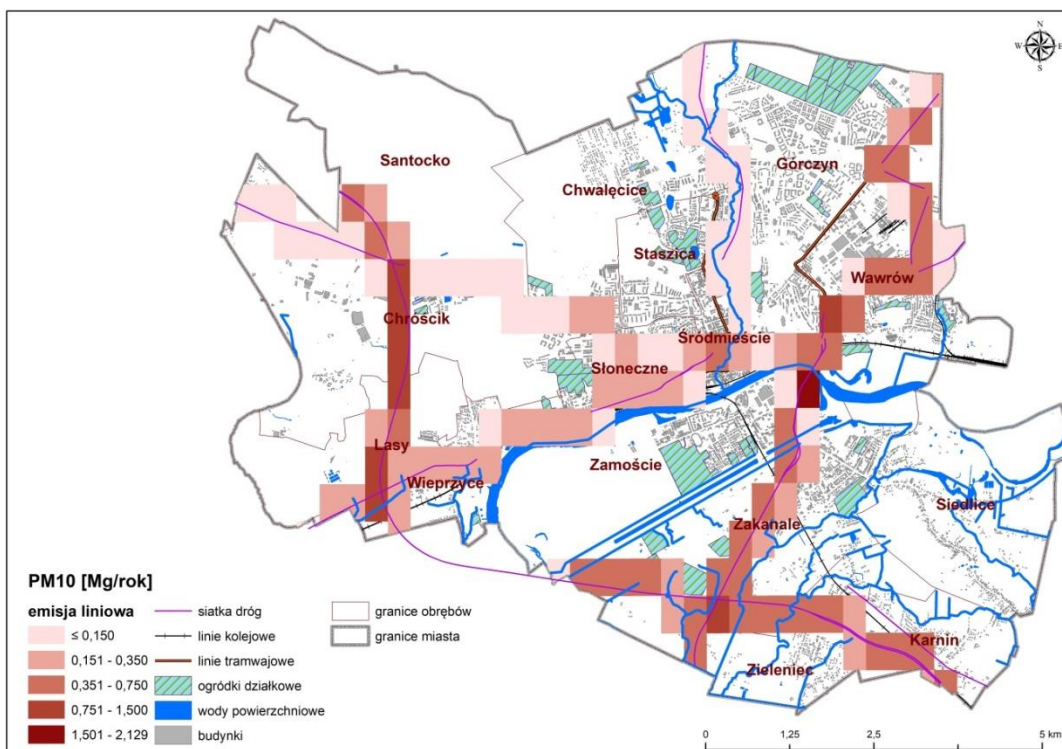 N
W E
S
Santocko
Górczyn
Chwalęcice
Staszica
Wawrów
Chróścik
Śródmieście
Słoneczne
Lasy
Zamoście
Wieprzyce
Siedlice
Zakanale
Karnin
Zieleniec
PM10 [Mg/rok]
emisja liniowa
≤ 0,150
0,151 - 0,350
0,351 - 0,750
0,751 - 1,500
1,501 - 2,129
siatka dróg
linie kolejowe
linie tramwajowe
ogródki działkowe
wody powierzchniowe
budynki
granice obrębów
granice miasta
0 1,25 2,5 5 km